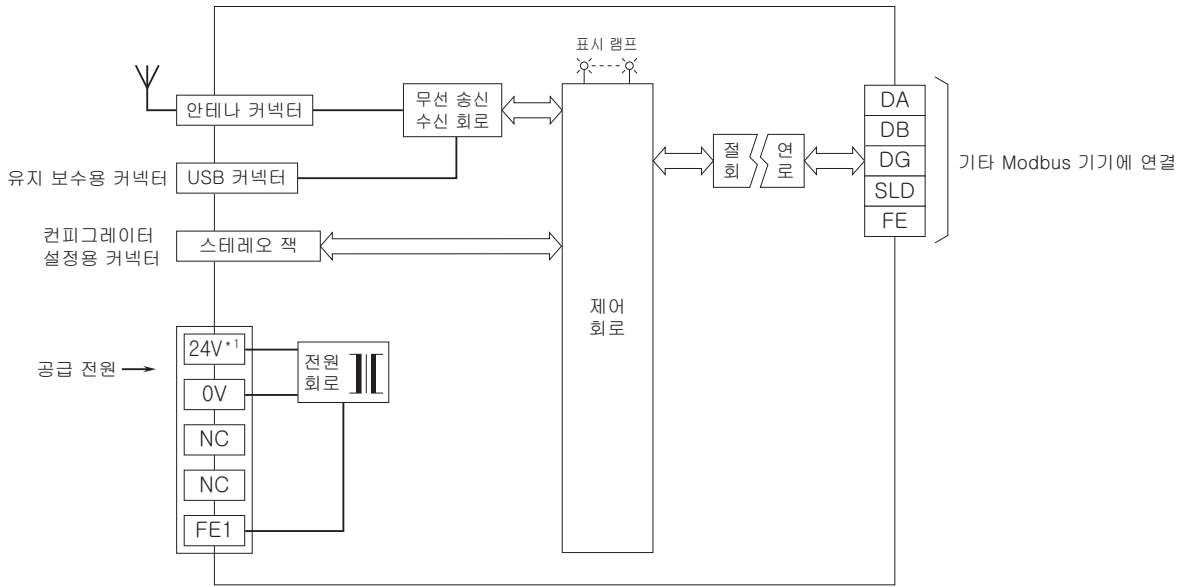 표시 램프
안테나 커넥터
무선 송신
수신 회로
유지 보수용 커넥터
USB 커넥터
컨피그레이터
설정용 커넥터
스테레오 잭
제어
회로
절 연
회 로
DA
DB
DG
SLD
FE
기타 Modbus 기기에 연결
공급 전원
24V*1
0V
NC
NC
FE1
전원
회로